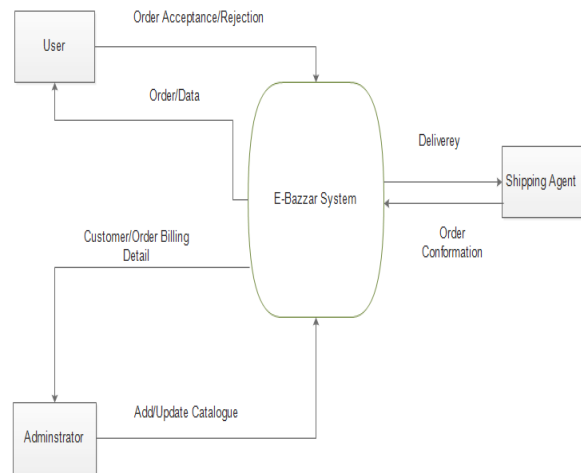 Order Acceptance/Rejection
User
Order/Data
Deliverey
E-Bazzar System
Shipping Agent
Order
Conformation
Customer/Order Billing
Detail
Add/Update Catalogue
Adminstrator